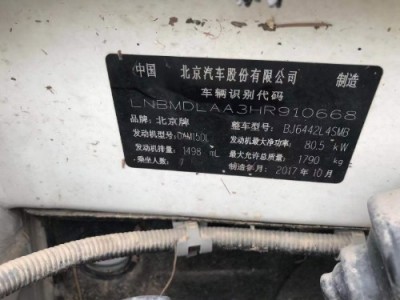 中国 北京汽车股份有限公司 制造
车辆识别代码
LNBMDLAA3HR910668
品牌: 北京牌 整车型号: BJ6442L4SMB
发动机型号: DAM15DL 发动机最大净功率: 80.5 kW
发动机排量: 1498 mL 最大允许总质量: 1790 kg
乘坐人数: 7 制造年月: 2017年10月